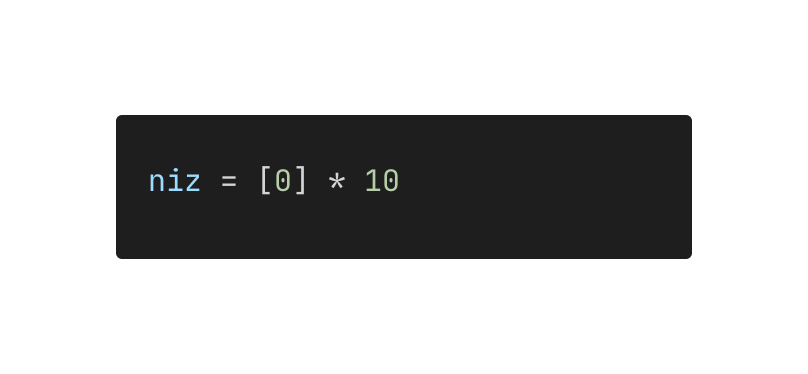 niz = [0] * 10